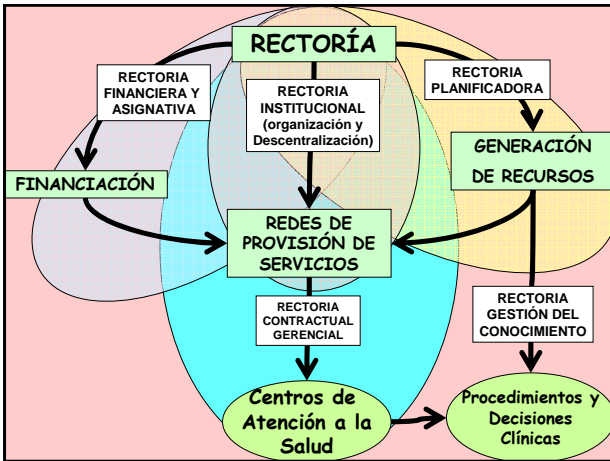 RECTORÍA
RECTORIA
FINANCIERA Y
ASIGNATIVA
RECTORIA
INSTITUCIONAL
(organización y
Descentralización)
RECTORIA
PLANIFICADORA
FINANCIACIÓN
GENERACIÓN
DE RECURSOS
REDES DE
PROVISIÓN DE
SERVICIOS
RECTORIA
CONTRACTUAL
GERENCIAL
RECTORIA
GESTIÓN DEL
CONOCIMIENTO
Centros de
Atención a la
Salud
Procedimientos y
Decisiones
Clínicas